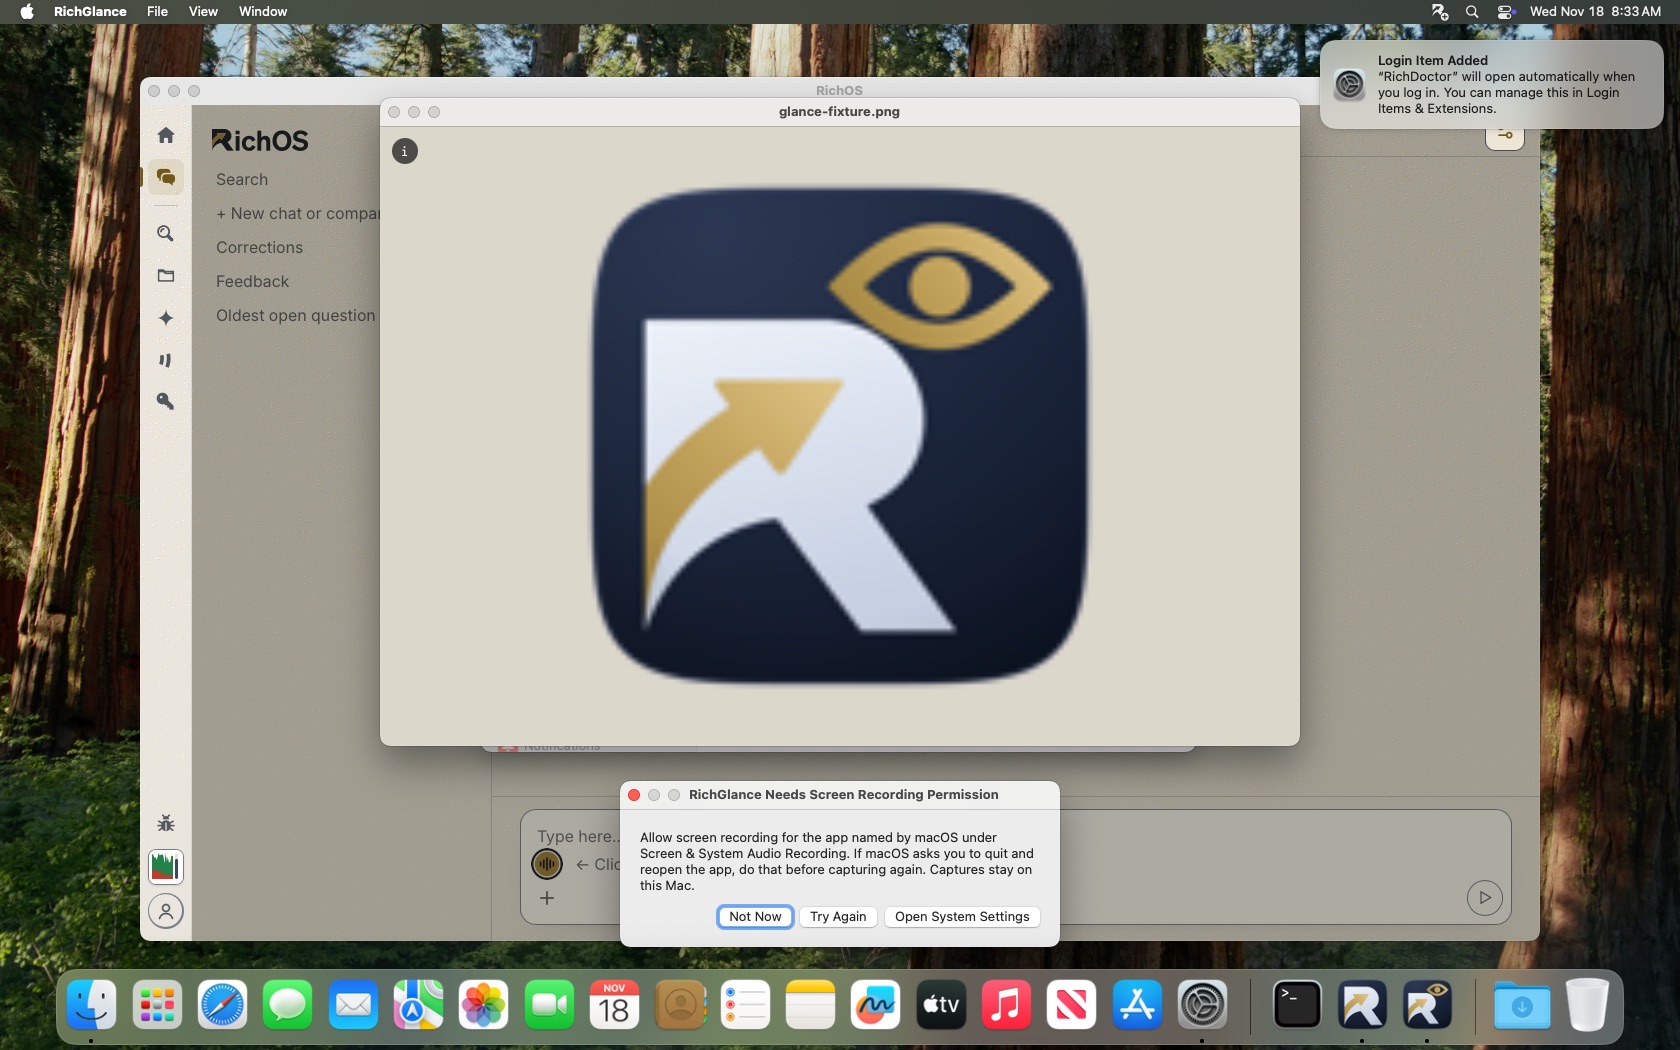 RichGlance File View Window
Wed Nov 18 8:33 AM
Login Item Added
“RichDoctor” will open automatically when
you log in. You can manage this in Login
Items & Extensions.
RichOS
glance-fixture.png
i
RichOS
Search
+ New chat or compa
Corrections
Feedback
Oldest open question
Notifications
RichGlance Needs Screen Recording Permission
Allow screen recording for the app named by macOS under
Screen & System Audio Recording. If macOS asks you to quit and
reopen the app, do that before capturing again. Captures stay on
this Mac.
Not Now Try Again Open System Settings
Type here..
← Clic
NOV
18
tv
>_